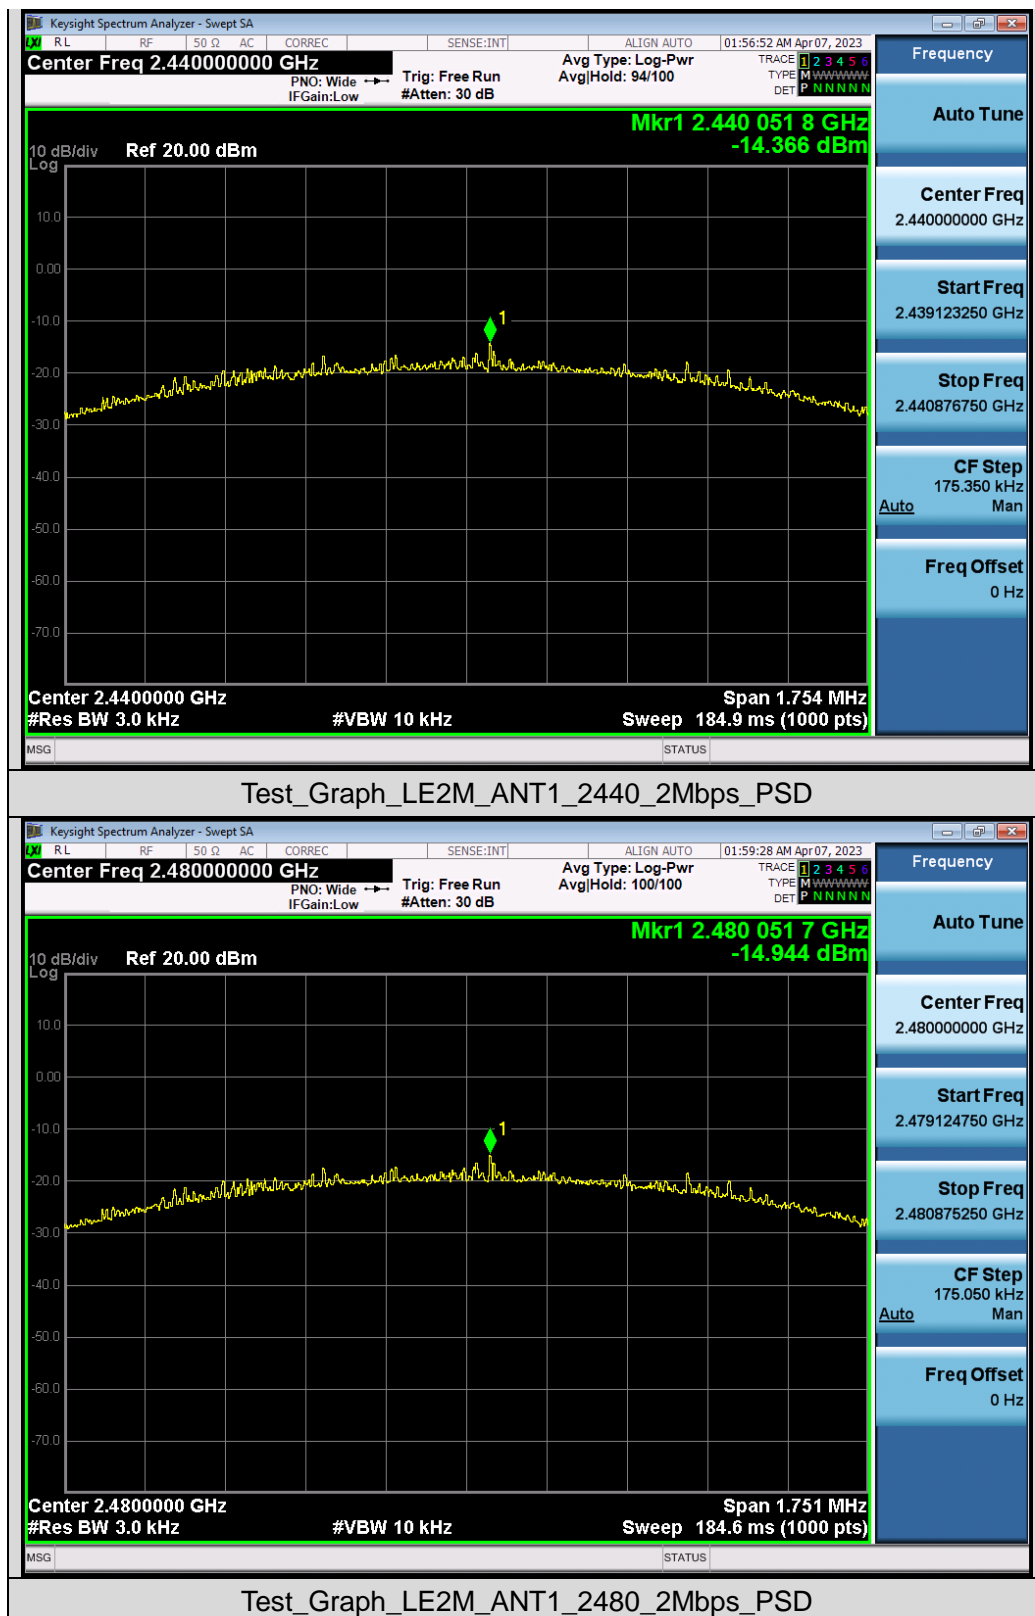 Keysight Spectrum Analyzer - Swept SA
LXI RL RF 50 Ω AC CORREC SENSE:INT ALIGN AUTO 01:56:52 AM Apr 07, 2023
Center Freq 2.440000000 GHz
PNO: Wide
IFGain:Low
Trig: Free Run
#Atten: 30 dB
Avg Type: Log-Pwr
Avg|Hold: 94/100
TRACE 1 2 3 4 5 6
TYPE M WWWWW
DET P N N N N N
Mkr1 2.440 051 8 GHz
-14.366 dBm
10 dB/div Ref 20.00 dBm
Log
10.0
0.00
-10.0
1
-20.0
-30.0
-40.0
-50.0
-60.0
-70.0
Center 2.4400000 GHz Span 1.754 MHz
#Res BW 3.0 kHz #VBW 10 kHz Sweep 184.9 ms (1000 pts)
MSG STATUS
Frequency
Auto Tune
Center Freq
2.440000000 GHz
Start Freq
2.439123250 GHz
Stop Freq
2.440876750 GHz
CF Step
175.350 kHz
Auto Man
Freq Offset
0 Hz
Test_Graph_LE2M_ANT1_2440_2Mbps_PSD
Keysight Spectrum Analyzer - Swept SA
LXI RL RF 50 Ω AC CORREC SENSE:INT ALIGN AUTO 01:59:28 AM Apr 07, 2023
Center Freq 2.480000000 GHz
PNO: Wide
IFGain:Low
Trig: Free Run
#Atten: 30 dB
Avg Type: Log-Pwr
Avg|Hold: 100/100
TRACE 1 2 3 4 5 6
TYPE M WWWWW
DET P N N N N N
Mkr1 2.480 051 7 GHz
-14.944 dBm
10 dB/div Ref 20.00 dBm
Log
10.0
0.00
-10.0
1
-20.0
-30.0
-40.0
-50.0
-60.0
-70.0
Center 2.4800000 GHz Span 1.751 MHz
#Res BW 3.0 kHz #VBW 10 kHz Sweep 184.6 ms (1000 pts)
MSG STATUS
Frequency
Auto Tune
Center Freq
2.480000000 GHz
Start Freq
2.479124750 GHz
Stop Freq
2.480875250 GHz
CF Step
175.050 kHz
Auto Man
Freq Offset
0 Hz
Test_Graph_LE2M_ANT1_2480_2Mbps_PSD